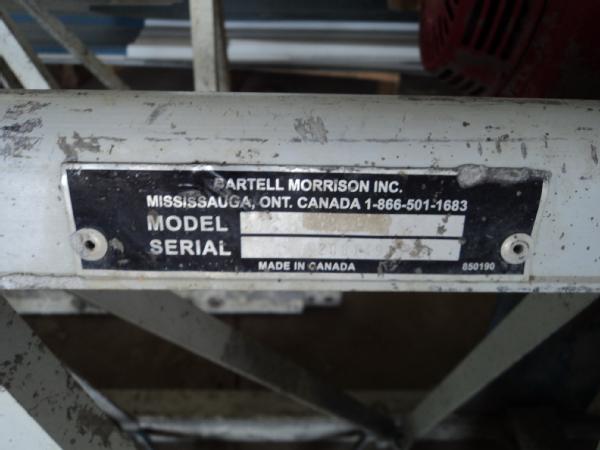 BARTELL MORRISON INC.
MISSISSAUGA, ONT. CANADA 1-866-501-1683
MODEL
SERIAL
MADE IN CANADA 850190